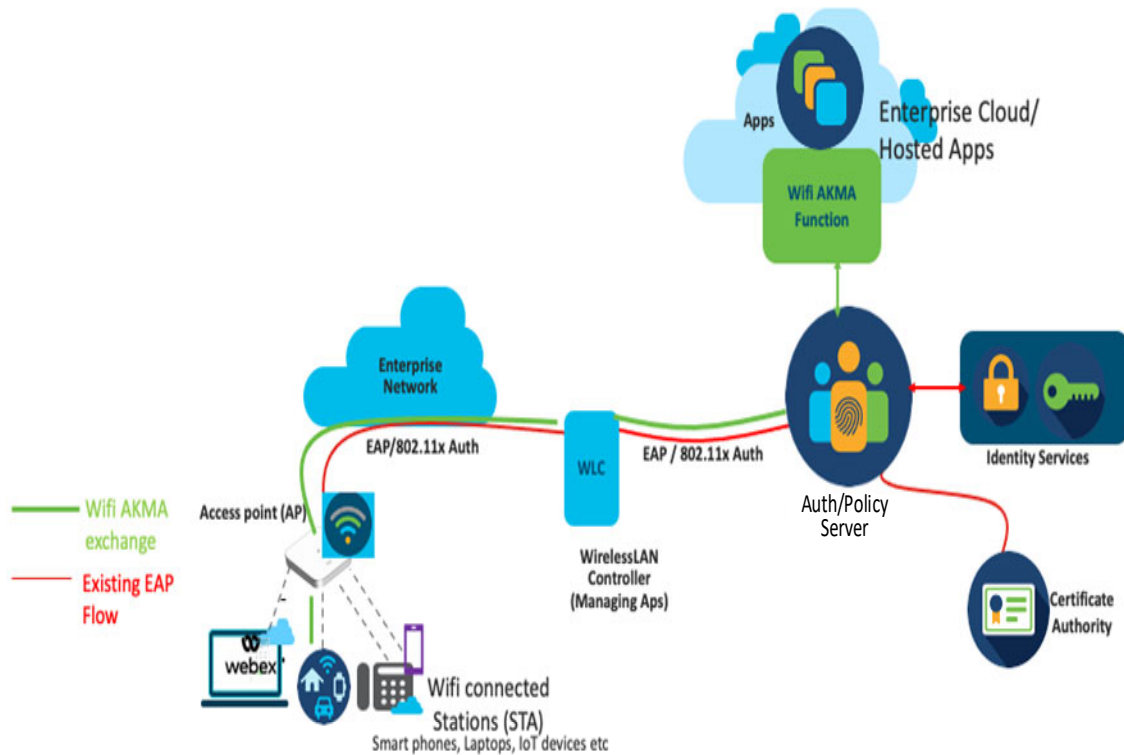 Apps
Enterprise Cloud/
Hosted Apps
Wifi AKMA
Function
Enterprise
Network
EAP/802.11x Auth
WLC
EAP / 802.11x Auth
Identity Services
Auth/Policy
Server
Wifi AKMA
exchange
Existing EAP
Flow
Access point (AP)
WirelessLAN
Controller
(Managing Aps)
Certificate
Authority
webex
Wifi connected
Stations (STA)
Smart phones, Laptops, IoT devices etc